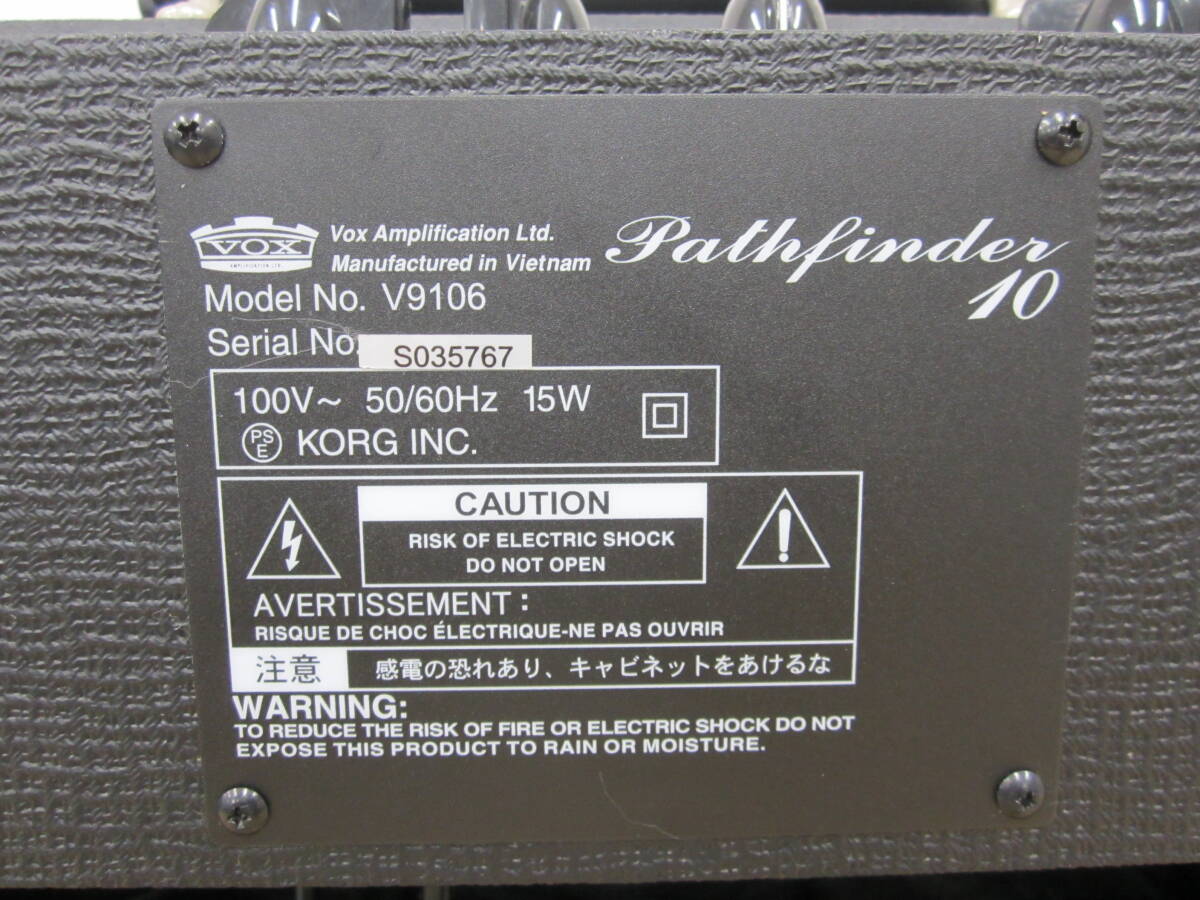 VOX
AMPLIFICATION LTD.
Vox Amplification Ltd.
Manufactured in Vietnam
Pathfinder
10
Model No. V9106
Serial No. S035767
100V~ 50/60Hz 15W
PSE KORG INC.
CAUTION
RISK OF ELECTRIC SHOCK
DO NOT OPEN
AVERTISSEMENT :
RISQUE DE CHOC ÉLECTRIQUE-NE PAS OUVRIR
注意 感電の恐れあり、キャビネットをあけるな
WARNING:
TO REDUCE THE RISK OF FIRE OR ELECTRIC SHOCK DO NOT
EXPOSE THIS PRODUCT TO RAIN OR MOISTURE.